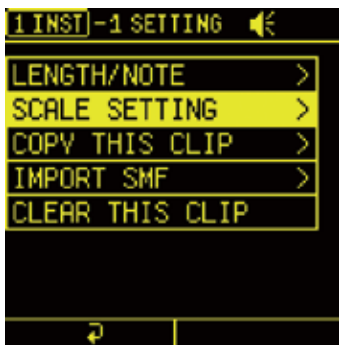 1 INST -1 SETTING
LENGTH/NOTE >
SCALE SETTING >
COPY THIS CLIP >
IMPORT SMF >
CLEAR THIS CLIP